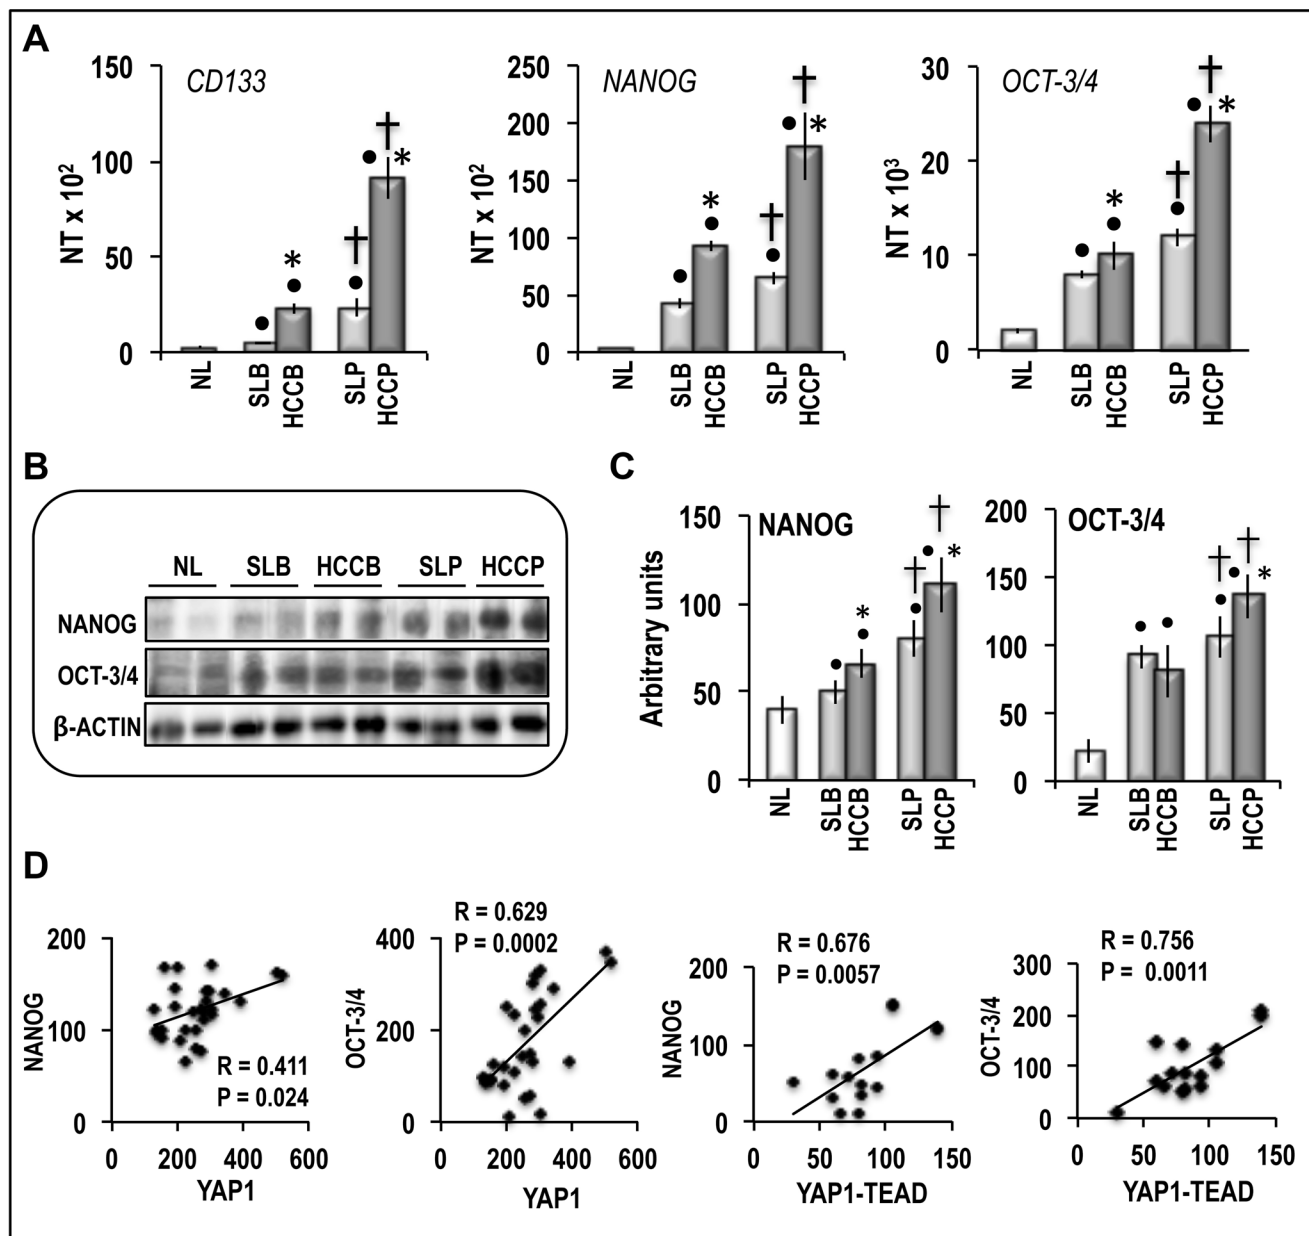 A
CD133
NT x 10²
150
100
50
0
NL
SLB
HCCB
SLP
HCCP
† † * * ● ● ● ●
NANOG
NT x 10²
250
200
150
100
50
0
NL
SLB
HCCB
SLP
HCCP
† † * * ● ● ● ●
OCT-3/4
NT x 10³
30
20
10
0
NL
SLB
HCCB
SLP
HCCP
† † * * ● ● ● ●
B
NL SLB HCCB SLP HCCP
NANOG
OCT-3/4
β-ACTIN
C
NANOG
Arbitrary units
150
100
50
0
NL
SLB
HCCB
SLP
HCCP
† † * * ● ● ● ●
OCT-3/4
200
150
100
50
0
NL
SLB
HCCB
SLP
HCCP
† † * ● ● ● ●
D
NANOG
200
100
0
R = 0.411
P = 0.024
0 200 400 600
YAP1
R = 0.629
P = 0.0002
OCT-3/4
400
200
0
0 200 400 600
YAP1
R = 0.676
P = 0.0057
NANOG
200
100
0
0 50 100 150
YAP1-TEAD
R = 0.756
P = 0.0011
OCT-3/4
300
200
100
0
0 50 100 150
YAP1-TEAD